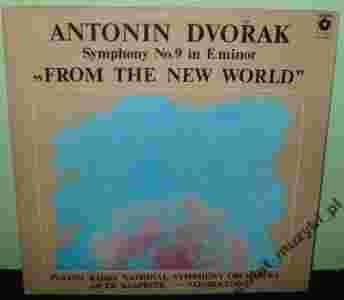 ANTONIN DVOŘAK
Symphony No. 9 in E minor
„FROM THE NEW WORLD”
POLISH RADIO NATIONAL SYMPHONY ORCHESTRA